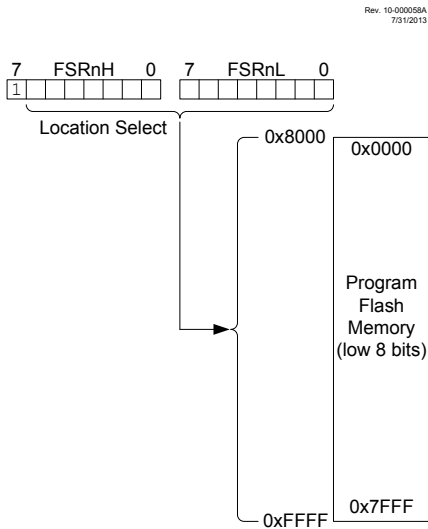 Rev. 10-000058A
7/31/2013
7 FSRnH 0 7 FSRnL 0
1
Location Select
0x8000
0x0000
Program
Flash
Memory
(low 8 bits)
0x7FFF
0xFFFF